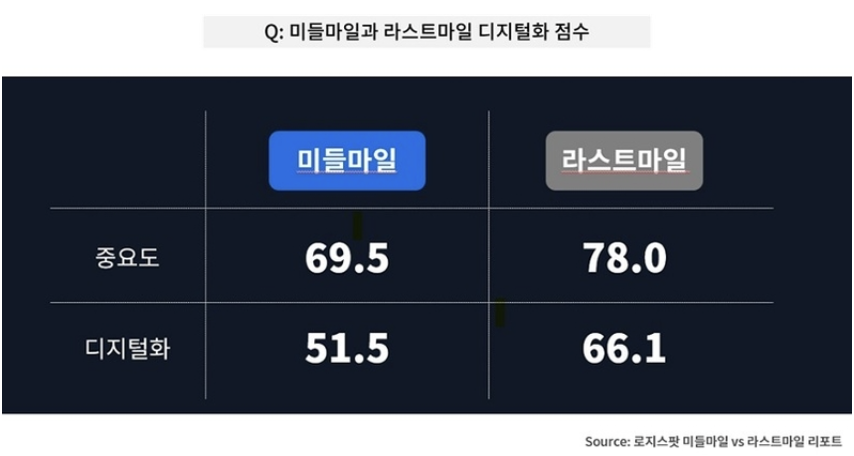 Q: 미들마일과 라스트마일 디지털화 점수
미들마일 라스트마일
중요도 69.5 78.0
디지털화 51.5 66.1
Source: 로지스팟 미들마일 vs 라스트마일 리포트